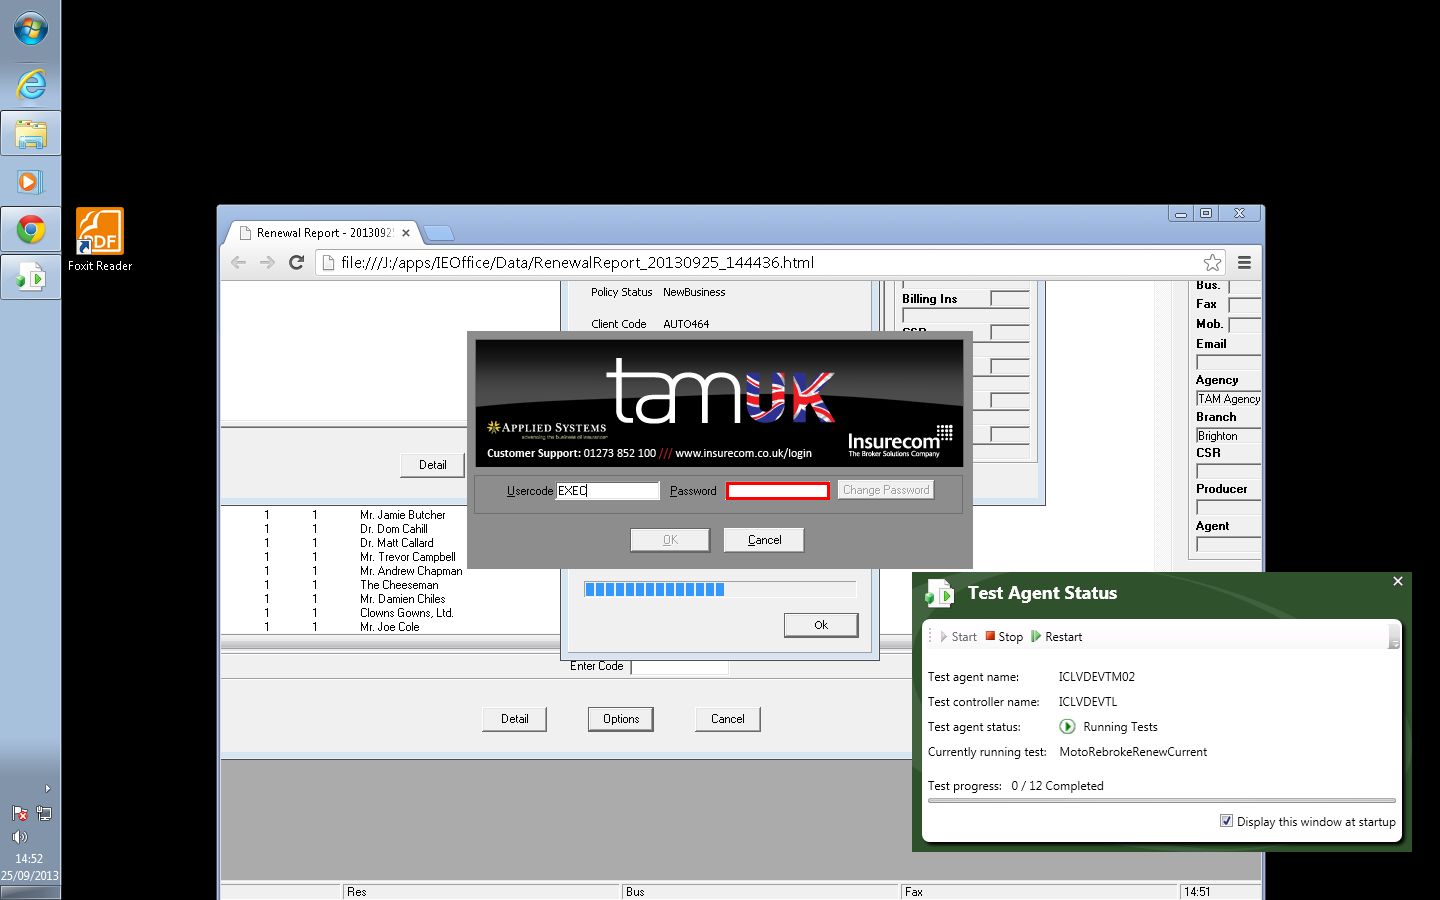 Foxit Reader
Renewal Report - 20130925
file:///J:/apps/IEOffice/Data/RenewalReport_20130925_144436.html
Policy Status NewBusiness
Client Code AUTO464
Billing Ins
Bus.
Fax
Mob.
Email
Agency
TAM Agency
Branch
Brighton
CSR
Producer
Agent
tamUK
APPLIED SYSTEMS
advancing the business of insurance
Insurecom
The Broker Solutions Company
Customer Support: 01273 852 100 /// www.insurecom.co.uk/login
Usercode EXEC Password Change Password
OK Cancel
Detail
1 1 Mr. Jamie Butcher
1 1 Dr. Dom Cahill
1 1 Dr. Matt Callard
1 1 Mr. Trevor Campbell
1 1 Mr. Andrew Chapman
1 1 The Cheeseman
1 1 Mr. Damien Chiles
1 1 Clowns Gowns, Ltd.
1 1 Mr. Joe Cole
Ok
Enter Code
Detail Options Cancel
Test Agent Status
Start Stop Restart
Test agent name: ICLVDEVTM02
Test controller name: ICLVDEVTL
Test agent status: Running Tests
Currently running test: MotoRebrokeRenewCurrent
Test progress: 0 / 12 Completed
Display this window at startup
14:52
25/09/2013
Res Bus Fax 14:51